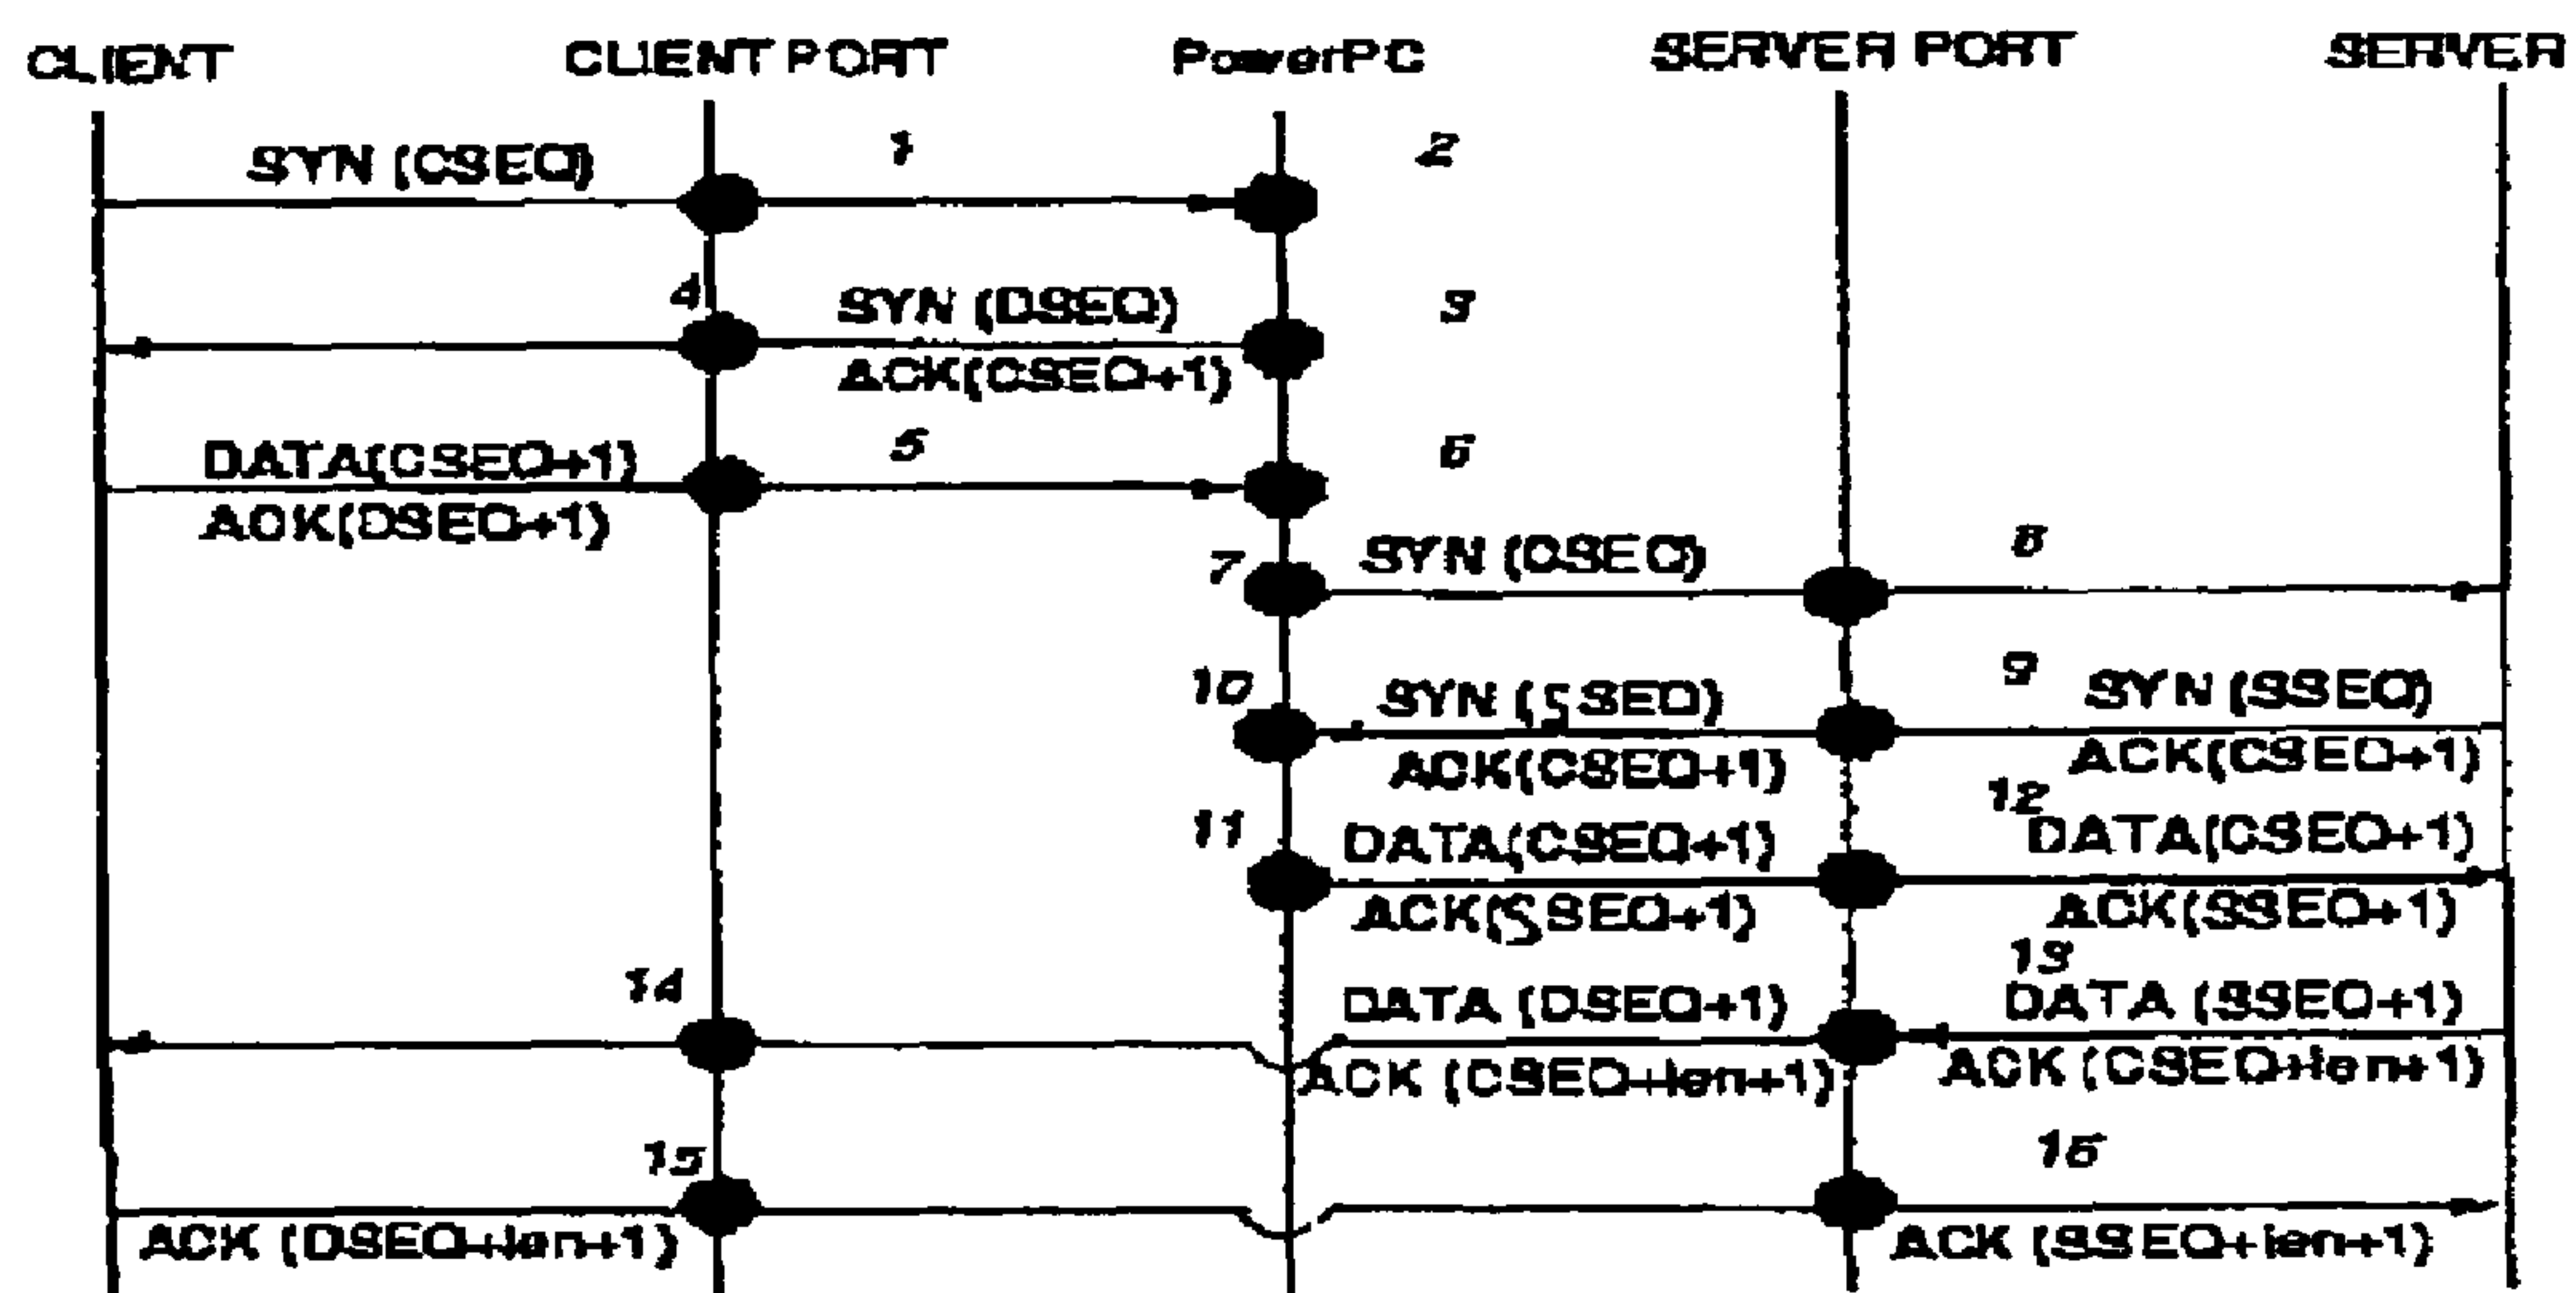 CLIENT
CLIENT PORT
PowerPC
SERVER PORT
SERVER
SYN (CSEQ)
1
2
4
SYN (DSEQ)
ACK(CSEQ+1)
3
DATA(CSEQ+1)
ACK(DSEQ+1)
5
6
7
SYN (CSEQ)
8
10
SYN (SSEQ)
ACK(CSEQ+1)
9
SYN (SSEQ)
ACK(CSEQ+1)
11
DATA(CSEQ+1)
ACK(SSEQ+1)
12
DATA(CSEQ+1)
ACK(SSEQ+1)
14
DATA (DSEQ+1)
ACK (CSEQ+len+1)
13
DATA (SSEQ+1)
ACK (CSEQ+len+1)
15
ACK (DSEQ+len+1)
16
ACK (SSEQ+len+1)